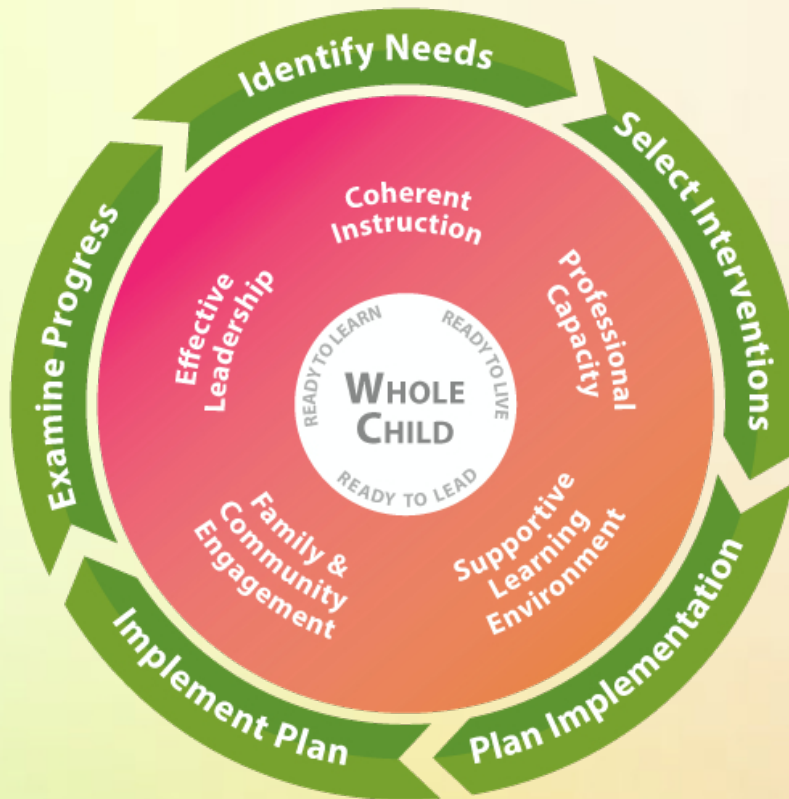 Identify Needs
Select Interventions
Plan Implementation
Implement Plan
Examine Progress
Coherent
Instruction
Professional
Capacity
Supportive
Learning
Environment
Family &
Community
Engagement
Effective
Leadership
READY TO LEARN
READY TO LIVE
READY TO LEAD
WHOLE
CHILD